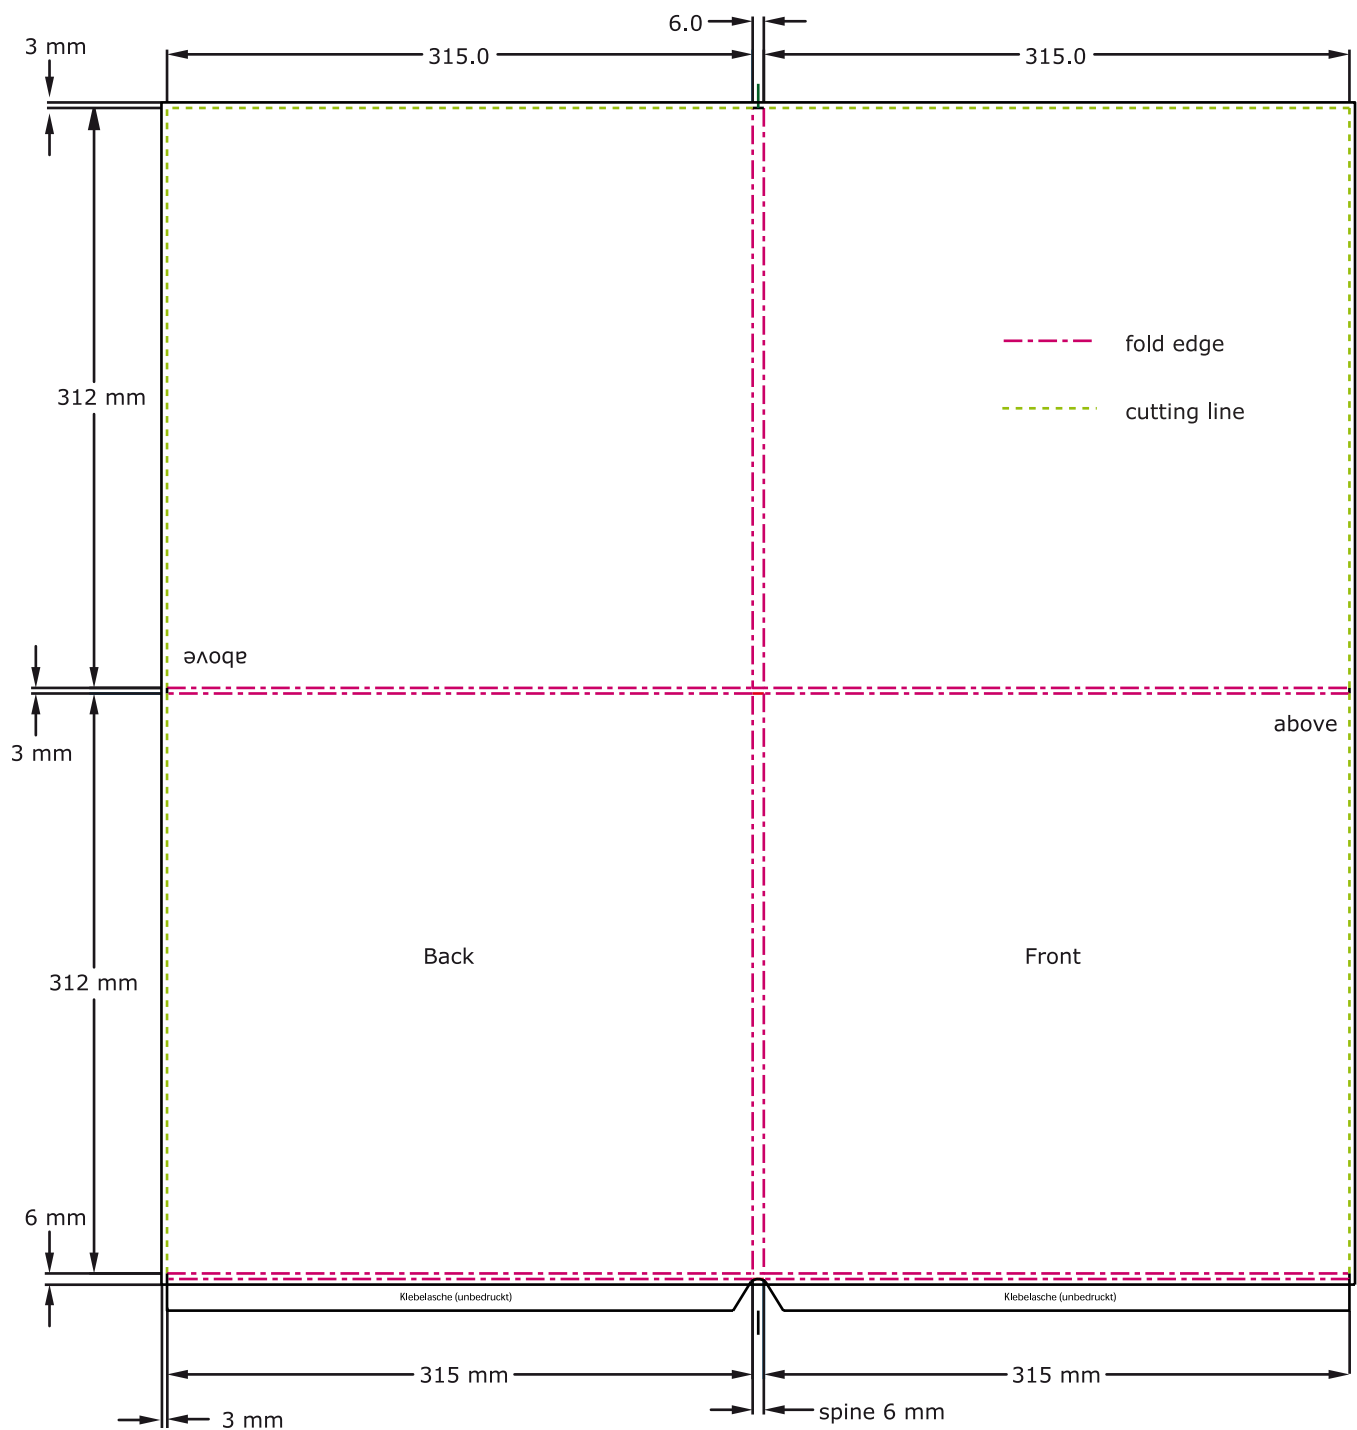 6.0
3 mm
315.0
315.0
fold edge
312 mm
cutting line
above
above
3 mm
Back
Front
312 mm
6 mm
Klebelasche (unbedruckt)
Klebelasche (unbedruckt)
315 mm
315 mm
spine 6 mm
3 mm